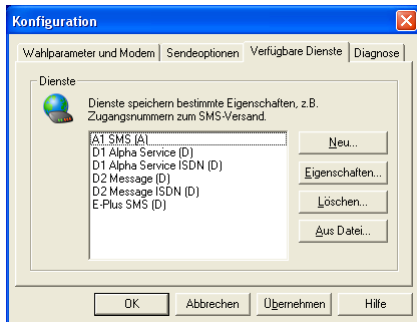 Konfiguration
Wahlparameter und Modem Sendeoptionen Verfügbare Dienste Diagnose
Dienste
Dienste speichern bestimmte Eigenschaften, z.B.
Zugangsnummern zum SMS-Versand.
A1 SMS (A)
D1 Alpha Service (D)
D1 Alpha Service ISDN (D)
D2 Message (D)
D2 Message ISDN (D)
E-Plus SMS (D)
Neu...
Eigenschaften...
Löschen...
Aus Datei...
OK Abbrechen Übernehmen Hilfe